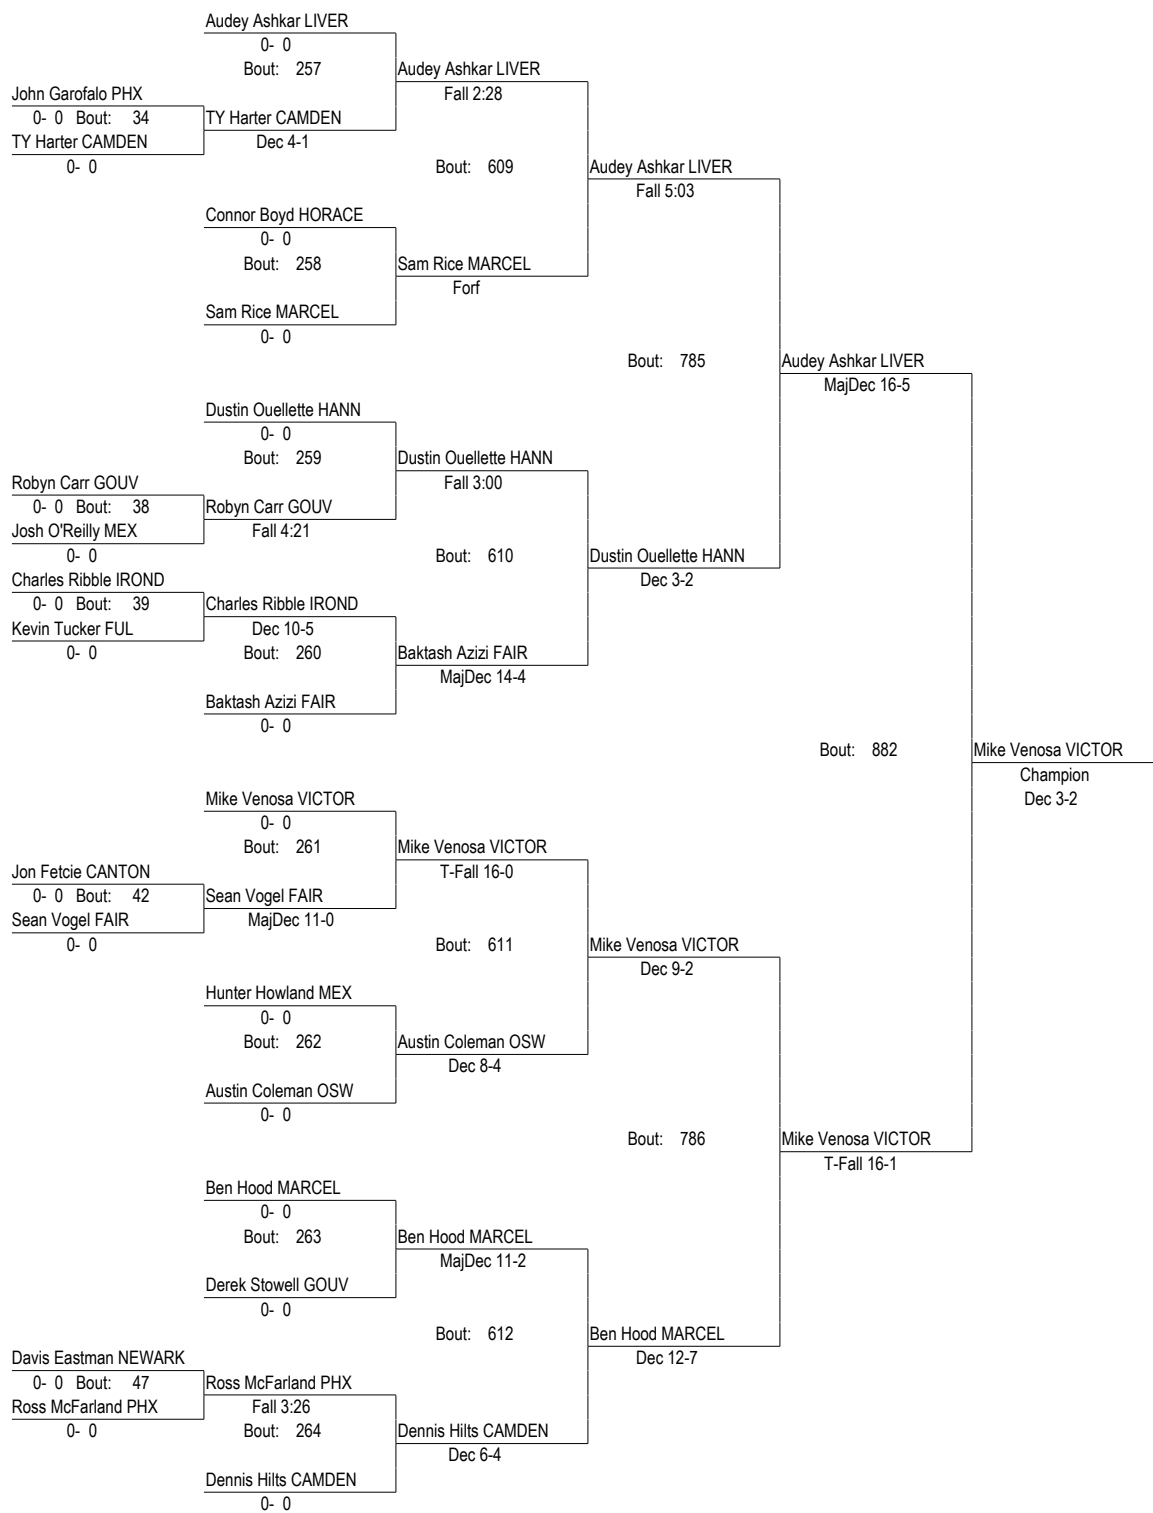 Audey Ashkar LIVER
0- 0
Bout: 257
Audey Ashkar LIVER
Fall 2:28
John Garofalo PHX
0- 0 Bout: 34
TY Harter CAMDEN
TY Harter CAMDEN
Dec 4-1
0- 0
Bout: 609
Audey Ashkar LIVER
Fall 5:03
Connor Boyd HORACE
0- 0
Bout: 258
Sam Rice MARCEL
Forf
Sam Rice MARCEL
0- 0
Bout: 785
Audey Ashkar LIVER
MajDec 16-5
Dustin Ouellette HANN
0- 0
Bout: 259
Dustin Ouellette HANN
Fall 3:00
Robyn Carr GOUV
0- 0 Bout: 38
Robyn Carr GOUV
Josh O'Reilly MEX
Fall 4:21
0- 0
Bout: 610
Dustin Ouellette HANN
Dec 3-2
Charles Ribble IROND
0- 0 Bout: 39
Charles Ribble IROND
Kevin Tucker FUL
Dec 10-5
0- 0
Bout: 260
Baktash Azizi FAIR
MajDec 14-4
Baktash Azizi FAIR
0- 0
Bout: 882
Mike Venosa VICTOR
Champion
Dec 3-2
Mike Venosa VICTOR
0- 0
Bout: 261
Mike Venosa VICTOR
T-Fall 16-0
Jon Fetcie CANTON
0- 0 Bout: 42
Sean Vogel FAIR
Sean Vogel FAIR
MajDec 11-0
0- 0
Bout: 611
Mike Venosa VICTOR
Dec 9-2
Hunter Howland MEX
0- 0
Bout: 262
Austin Coleman OSW
Dec 8-4
Austin Coleman OSW
0- 0
Bout: 786
Mike Venosa VICTOR
T-Fall 16-1
Ben Hood MARCEL
0- 0
Bout: 263
Ben Hood MARCEL
MajDec 11-2
Derek Stowell GOUV
0- 0
Bout: 612
Ben Hood MARCEL
Dec 12-7
Davis Eastman NEWARK
0- 0 Bout: 47
Ross McFarland PHX
Ross McFarland PHX
Fall 3:26
0- 0
Bout: 264
Dennis Hilts CAMDEN
Dec 6-4
Dennis Hilts CAMDEN
0- 0